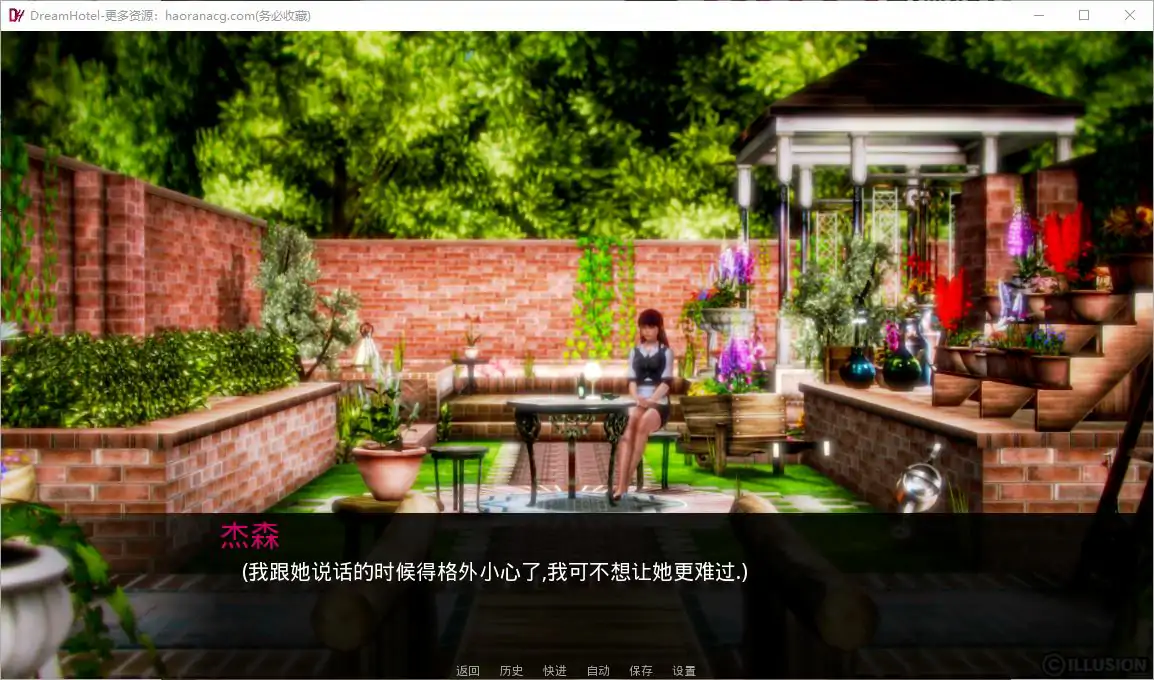 DreamHotel-更多资源：haoranacg.com(务必收藏)
杰森
(我跟她说话的时候得格外小心了,我可不想让她更难过.)
返回 历史 快进 自动 保存 设置
©ILLUSION